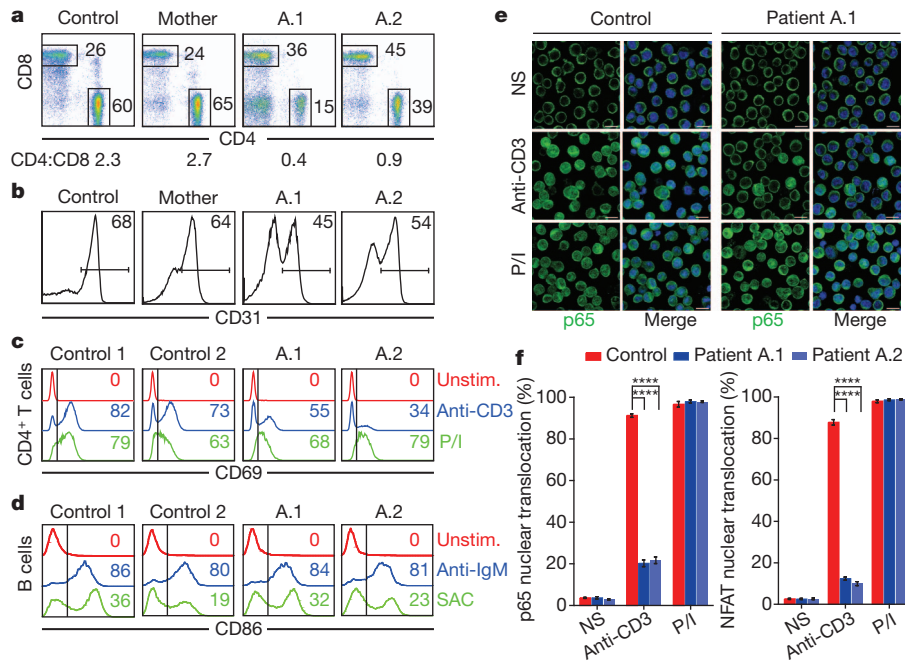 a
Control Mother A.1 A.2
CD8
26 24 36 45
60 65 15 39
CD4
CD4:CD8 2.3 2.7 0.4 0.9
b
Control Mother A.1 A.2
68 64 45 54
CD31
c
Control 1 Control 2 A.1 A.2
CD4+ T cells
0 0 0 0 Unstim.
82 73 55 34 Anti-CD3
79 63 68 79 P/I
CD69
d
Control 1 Control 2 A.1 A.2
B cells
0 0 0 0 Unstim.
86 80 84 81 Anti-IgM
36 19 32 23 SAC
CD86
e
Control Patient A.1
NS
Anti-CD3
P/I
p65 Merge p65 Merge
f
Control Patient A.1 Patient A.2
p65 nuclear translocation (%)
100
80
60
40
20
0
****
****
NS Anti-CD3 P/I
NFAT nuclear translocation (%)
100
80
60
40
20
0
****
****
NS Anti-CD3 P/I